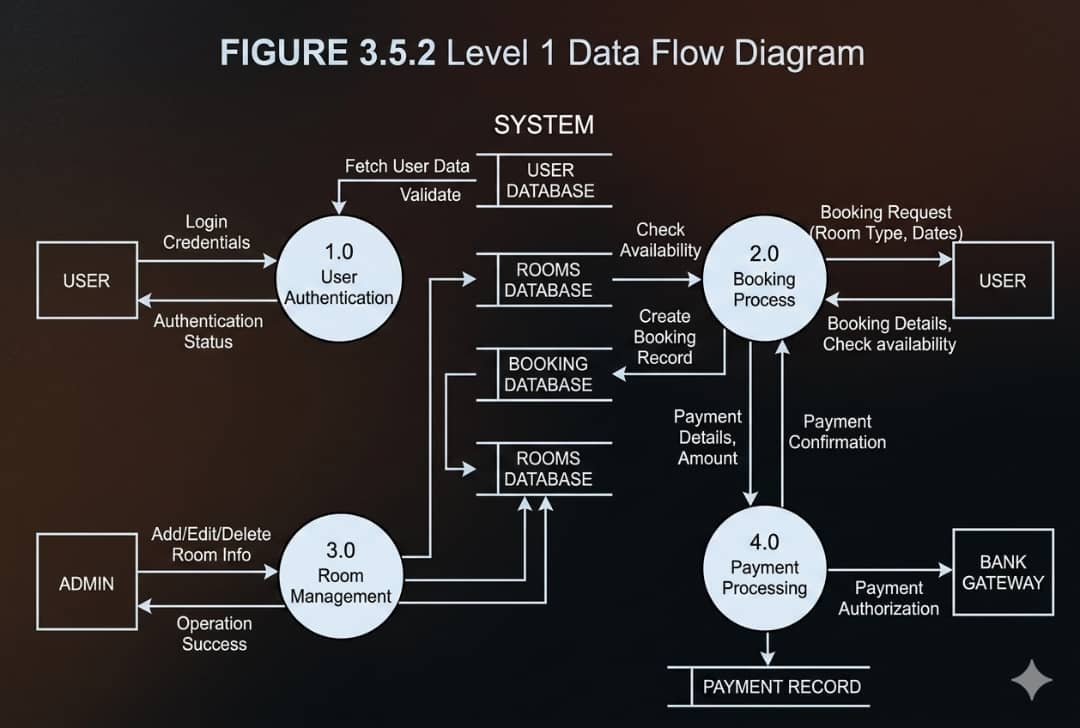 FIGURE 3.5.2 Level 1 Data Flow Diagram
SYSTEM
Fetch User Data
Validate
USER
DATABASE
Login
Credentials
USER
1.0
User
Authentication
Authentication
Status
ROOMS
DATABASE
Check
Availability
2.0
Booking
Process
Booking Request
(Room Type, Dates)
USER
Booking Details,
Check availability
Create
Booking
Record
BOOKING
DATABASE
Payment
Details,
Amount
Payment
Confirmation
ROOMS
DATABASE
Add/Edit/Delete
Room Info
ADMIN
3.0
Room
Management
Operation
Success
4.0
Payment
Processing
BANK
GATEWAY
Payment
Authorization
PAYMENT RECORD